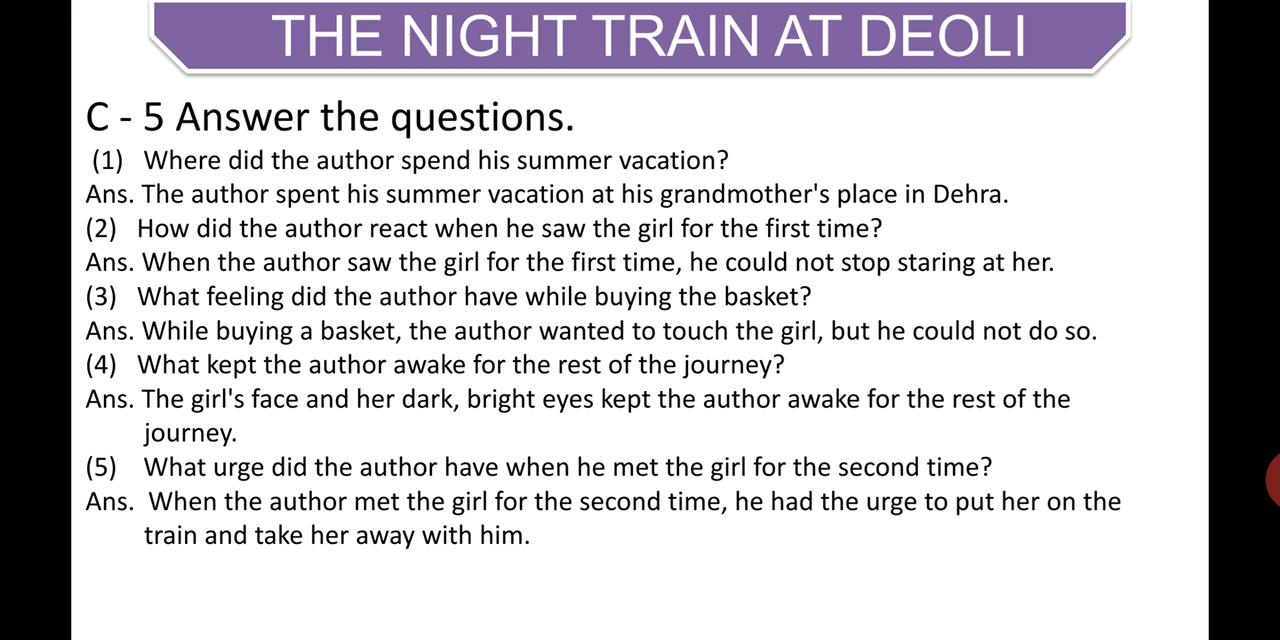 THE NIGHT TRAIN AT DEOLI
C - 5 Answer the questions.
(1) Where did the author spend his summer vacation?
Ans. The author spent his summer vacation at his grandmother's place in Dehra.
(2) How did the author react when he saw the girl for the first time?
Ans. When the author saw the girl for the first time, he could not stop staring at her.
(3) What feeling did the author have while buying the basket?
Ans. While buying a basket, the author wanted to touch the girl, but he could not do so.
(4) What kept the author awake for the rest of the journey?
Ans. The girl's face and her dark, bright eyes kept the author awake for the rest of the
journey.
(5) What urge did the author have when he met the girl for the second time?
Ans. When the author met the girl for the second time, he had the urge to put her on the
train and take her away with him.